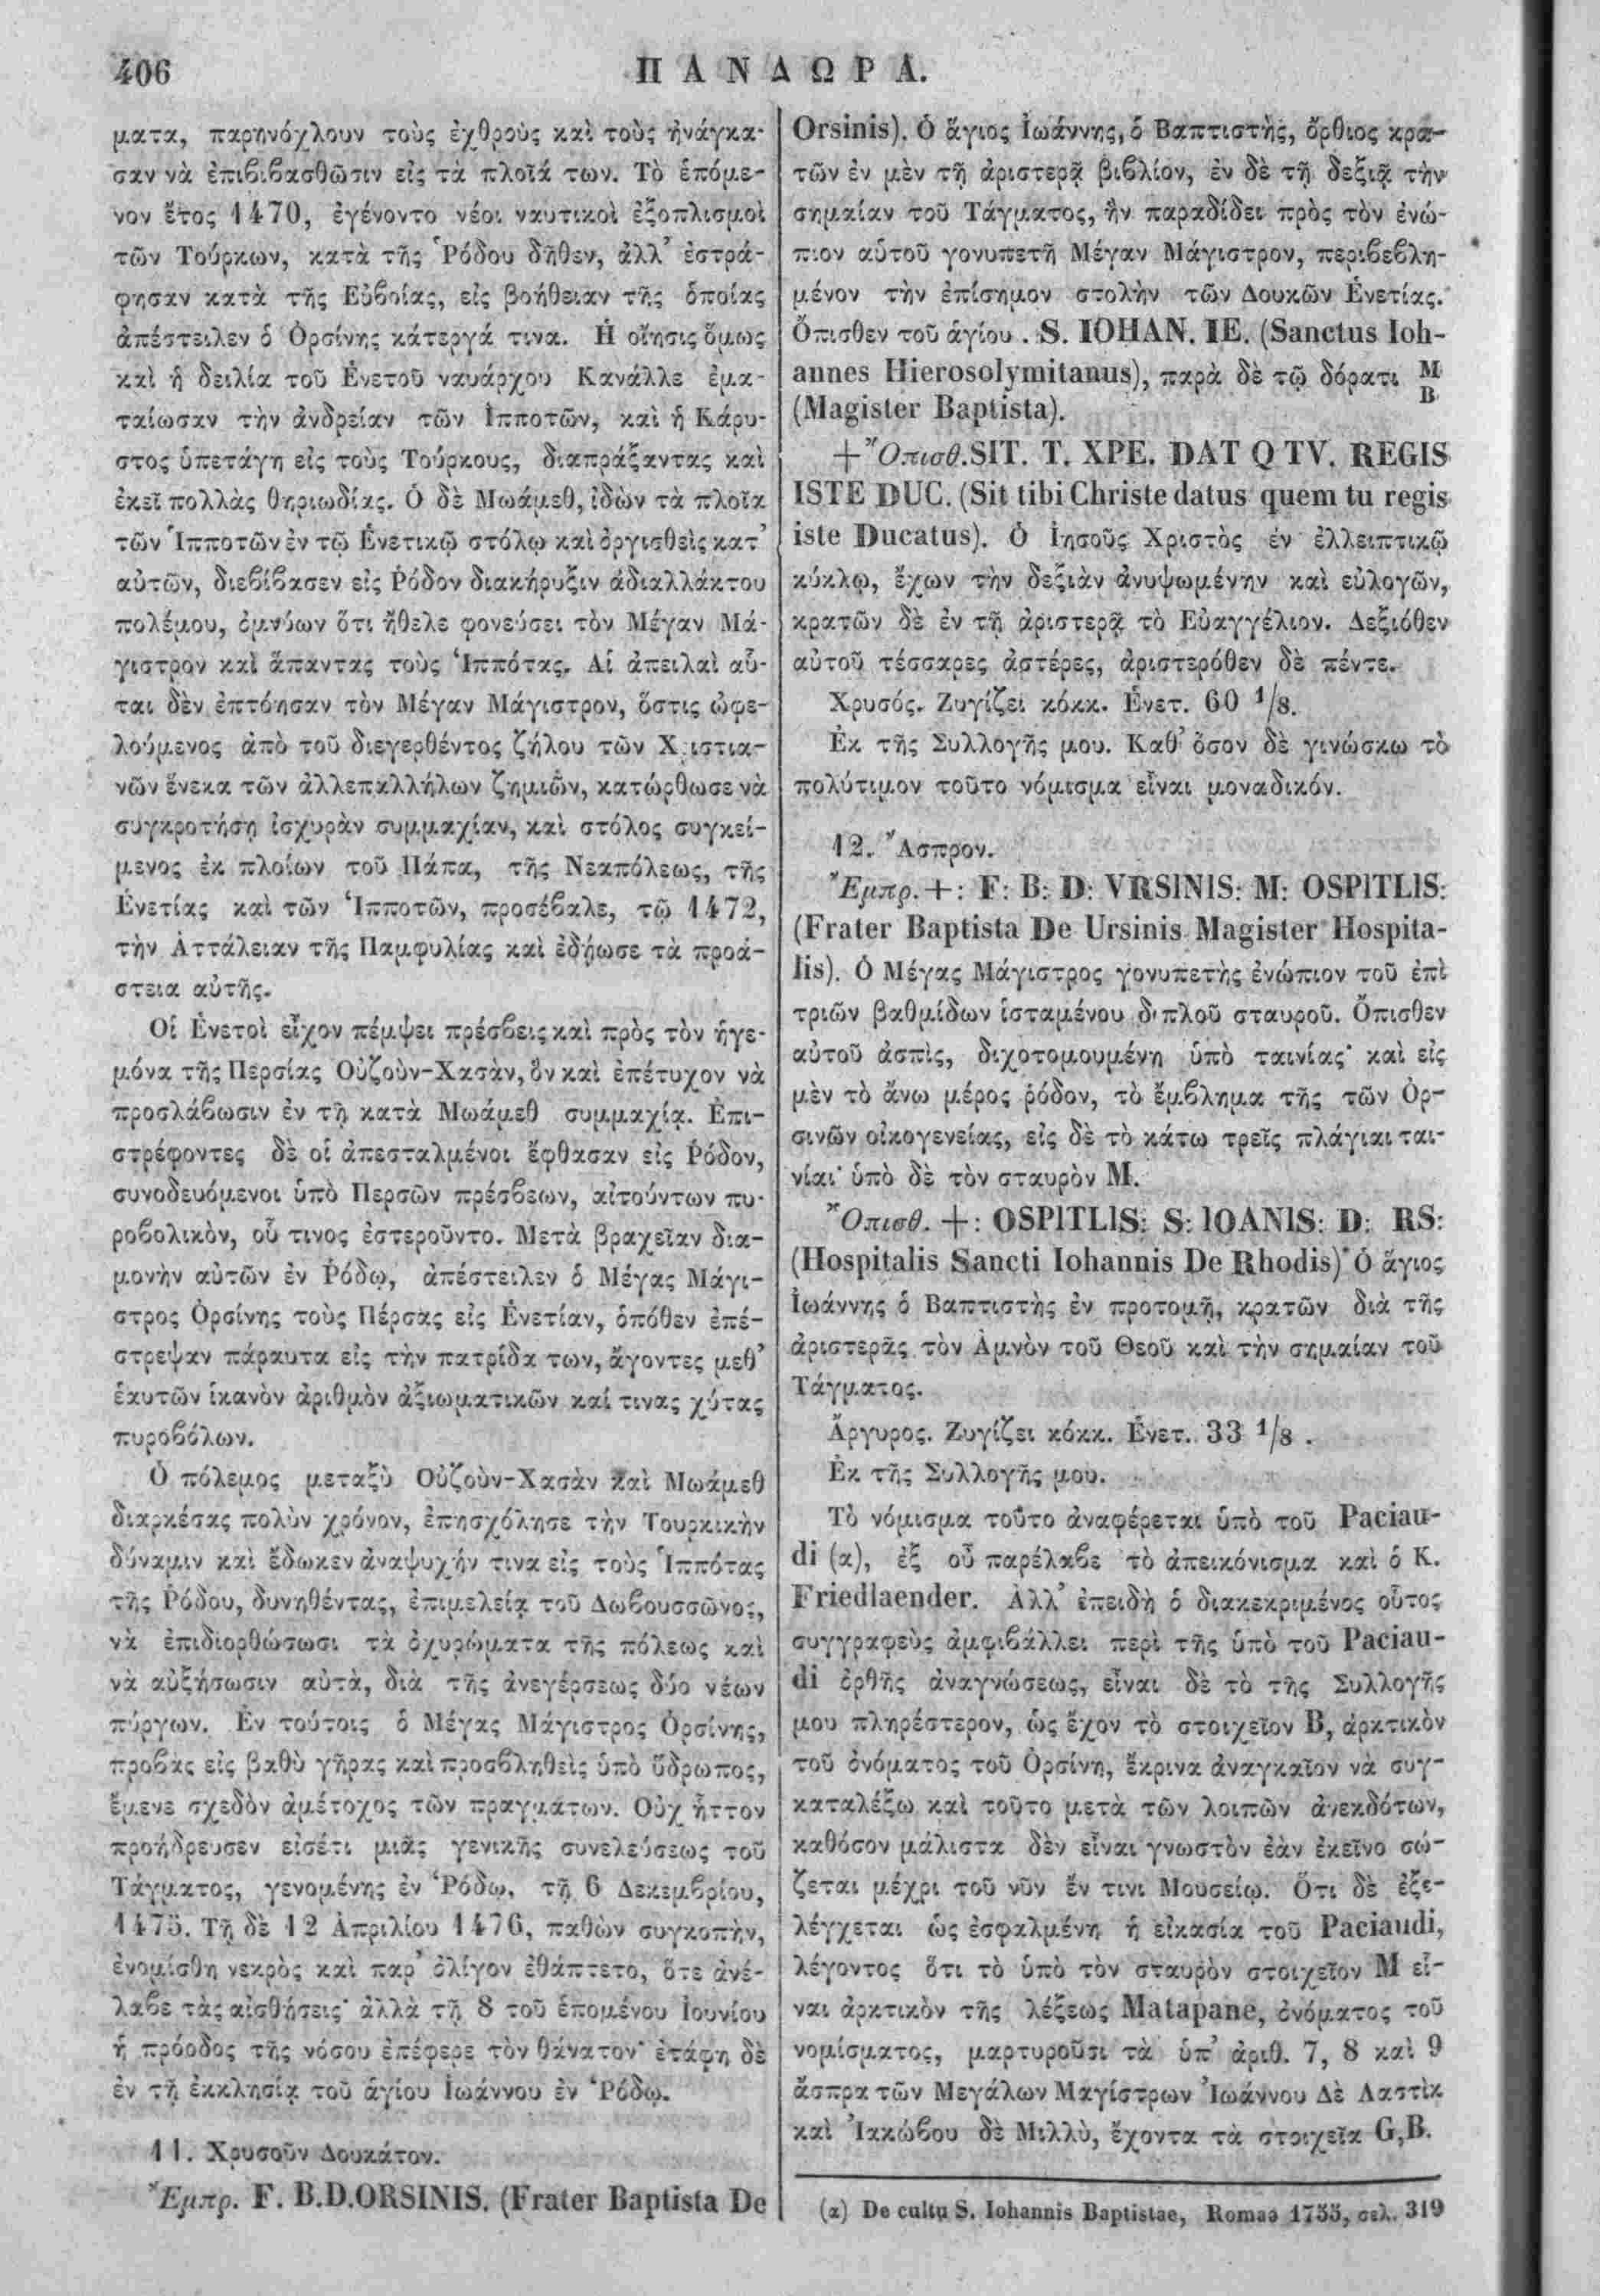 406
ΠΑΝΔΩΡΑ.
ματα, παρηνόχλουν τοὺς ἐχθροὺς καὶ τοὺς ἠνάγκα-
σαν νὰ ἐπιβιβασθῶσιν εἰς τὰ πλοῖά των. Τὸ ἑπόμε-
νον ἔτος 1470, ἐγένοντο νέοι ναυτικοὶ ἐξοπλισμοὶ
τῶν Τούρκων, κατὰ τῆς Ῥόδου δῆθεν, ἀλλ’ ἐστρά-
φησαν κατὰ τῆς Εὐβοίας, εἰς βοήθειαν τῆς ὁποίας
ἀπέστειλεν ὁ Ὀρσίνης κάτεργά τινα. Ἡ οἴησις ὅμως
καὶ ἡ δειλία τοῦ Ἑνετοῦ ναυάρχου Κανάλλε ἐμα-
ταίωσαν τὴν ἀνδρείαν τῶν Ἱπποτῶν, καὶ ἡ Κάρυ-
στος ὑπετάγη εἰς τοὺς Τούρκους, διαπράξαντας καὶ
ἐκεῖ πολλὰς θηριωδίας. Ὁ δὲ Μωάμεθ, ἰδὼν τὰ πλοῖα
τῶν Ἱπποτῶν ἐν τῷ Ἑνετικῷ στόλῳ καὶ ὀργισθεὶς κατ’
αὐτῶν, διεβίβασεν εἰς Ῥόδον διακήρυξιν ἀδιαλλάκτου
πολέμου, ὀμνύων ὅτι ἤθελε φονεύσει τὸν Μέγαν Μά-
γιστρον καὶ ἅπαντας τοὺς Ἱππότας. Αἱ ἀπειλαὶ αὗ-
ται δὲν ἐπτόησαν τὸν Μέγαν Μάγιστρον, ὅστις ὠφε-
λούμενος ἀπὸ τοῦ διεγερθέντος ζήλου τῶν Χριστια-
νῶν ἕνεκα τῶν ἀλλεπαλλήλων ζημιῶν, κατώρθωσε νὰ
συγκροτήσῃ ἰσχυρὰν συμμαχίαν, καὶ στόλος συγκεί-
μενος ἐκ πλοίων τοῦ Πάπα, τῆς Νεαπόλεως, τῆς
Ἑνετίας καὶ τῶν Ἱπποτῶν, προσέβαλε, τῷ 1472,
τὴν Ἀττάλειαν τῆς Παμφυλίας καὶ ἐδῄωσε τὰ προά-
στεια αὐτῆς.
Οἱ Ἑνετοὶ εἶχον πέμψει πρέσβεις καὶ πρὸς τὸν ἡγε-
μόνα τῆς Περσίας Οὐζοὺν-Χασὰν, ὃν καὶ ἐπέτυχον νὰ
προσλάβωσιν ἐν τῇ κατὰ Μωάμεθ συμμαχίᾳ. Ἐπι-
στρέφοντες δὲ οἱ ἀπεσταλμένοι ἔφθασαν εἰς Ῥόδον,
συνοδευόμενοι ὑπὸ Περσῶν πρέσβεων, αἰτούντων πυ-
ροβολικὸν, οὗ τινος ἐστεροῦντο. Μετὰ βραχεῖαν δια-
μονὴν αὐτῶν ἐν Ῥόδῳ, ἀπέστειλεν ὁ Μέγας Μάγι-
στρος Ὀρσίνης τοὺς Πέρσας εἰς Ἑνετίαν, ὁπόθεν ἐπέ-
στρεψαν πάραυτα εἰς τὴν πατρίδα των, ἄγοντες μεθ’
ἑαυτῶν ἱκανὸν ἀριθμὸν ἀξιωματικῶν καί τινας χύτας
πυροβόλων.
Ὁ πόλεμος μεταξὺ Οὐζοὺν-Χασὰν καὶ Μωάμεθ
διαρκέσας πολὺν χρόνον, ἐπησχόλησε τὴν Τουρκικὴν
δύναμιν καὶ ἔδωκεν ἀναψυχήν τινα εἰς τοὺς Ἱππότας
τῆς Ῥόδου, δυνηθέντας, ἐπιμελείᾳ τοῦ Δωβουσσῶνος,
νὰ ἐπιδιορθώσωσι τὰ ὀχυρώματα τῆς πόλεως καὶ
νὰ αὐξήσωσιν αὐτὰ, διὰ τῆς ἀνεγέρσεως δύο νέων
πύργων. Ἐν τούτοις ὁ Μέγας Μάγιστρος Ὀρσίνης,
προβὰς εἰς βαθὺ γῆρας καὶ προσβληθεὶς ὑπὸ ὕδρωπος,
ἔμενε σχεδὸν ἀμέτοχος τῶν πραγμάτων. Οὐχ ἧττον
προήδρευσεν εἰσέτι μιᾶς γενικῆς συνελεύσεως τοῦ
Τάγματος, γενομένης ἐν Ῥόδῳ, τῇ 6 Δεκεμβρίου,
1475. Τῇ δὲ 12 Ἀπριλίου 1476, παθὼν συγκοπὴν,
ἐνομίσθη νεκρὸς καὶ παρ’ ὀλίγον ἐθάπτετο, ὅτε ἀνέ-
λαβε τὰς αἰσθήσεις· ἀλλὰ τῇ 8 τοῦ ἑπομένου Ἰουνίου
ἡ πρόοδος τῆς νόσου ἐπέφερε τὸν θάνατον· ἐτάφη δὲ
ἐν τῇ ἐκκλησίᾳ τοῦ ἁγίου Ἰωάννου ἐν Ῥόδῳ.
11. Χρυσοῦν Δουκάτον.
Ἔμπρ. F. B.D.ORSINIS. (Frater Baptista De
Orsinis). Ὁ ἅγιος Ἰωάννης, ὁ Βαπτιστὴς, ὄρθιος κρα-
τῶν ἐν μὲν τῇ ἀριστερᾷ βιβλίον, ἐν δὲ τῇ δεξιᾷ τὴν
σημαίαν τοῦ Τάγματος, ἣν παραδίδει πρὸς τὸν ἐνώ-
πιον αὐτοῦ γονυπετῆ Μέγαν Μάγιστρον, περιβεβλη-
μένον τὴν ἐπίσημον στολὴν τῶν Δουκῶν Ἑνετίας.
Ὄπισθεν τοῦ ἁγίου . S. IOHAN. IE. (Sanctus Ioh-
annes Hierosolymitanus), παρὰ δὲ τῷ δόρατι M B
(Magister Baptista).
+ Ὄπισθ. SIT. T. XPE. DAT Q TV. REGIS
ISTE DUC. (Sit tibi Christe datus quem tu regis
iste Ducatus). Ὁ Ἰησοῦς Χριστὸς ἐν ἐλλειπτικῷ
κύκλῳ, ἔχων τὴν δεξιὰν ἀνυψωμένην καὶ εὐλογῶν,
κρατῶν δὲ ἐν τῇ ἀριστερᾷ τὸ Εὐαγγέλιον. Δεξιόθεν
αὐτοῦ τέσσαρες ἀστέρες, ἀριστερόθεν δὲ πέντε.
Χρυσός. Ζυγίζει κόκκ. Ἑνετ. 60 1/8.
Ἐκ τῆς Συλλογῆς μου. Καθ’ ὅσον δὲ γινώσκω τὸ
πολύτιμον τοῦτο νόμισμα εἶναι μοναδικόν.
12. Ἄσπρον.
Ἔμπρ. +: F: B: D: VRSINIS: M: OSPITLIS:
(Frater Baptista De Ursinis Magister Hospita-
lis). Ὁ Μέγας Μάγιστρος γονυπετὴς ἐνώπιον τοῦ ἐπὶ
τριῶν βαθμίδων ἱσταμένου διπλοῦ σταυροῦ. Ὄπισθεν
αὐτοῦ ἀσπὶς, διχοτομουμένη ὑπὸ ταινίας· καὶ εἰς
μὲν τὸ ἄνω μέρος ῥόδον, τὸ ἔμβλημα τῆς τῶν Ὀρ-
σινῶν οἰκογενείας, εἰς δὲ τὸ κάτω τρεῖς πλάγιαι ται-
νίαι· ὑπὸ δὲ τὸν σταυρὸν M.
Ὄπισθ. +: OSPITLIS: S: IOANIS: D: RS:
(Hospitalis Sancti Iohannis De Rhodis)· Ὁ ἅγιος
Ἰωάννης ὁ Βαπτιστὴς ἐν προτομῇ, κρατῶν διὰ τῆς
ἀριστερᾶς τὸν Ἀμνὸν τοῦ Θεοῦ καὶ τὴν σημαίαν τοῦ
Τάγματος.
Ἄργυρος. Ζυγίζει κόκκ. Ἑνετ. 33 1/8 .
Ἐκ τῆς Συλλογῆς μου.
Τὸ νόμισμα τοῦτο ἀναφέρεται ὑπὸ τοῦ Paciau-
di (α), ἐξ οὗ παρέλαβε τὸ ἀπεικόνισμα καὶ ὁ Κ.
Friedlaender. Ἀλλ’ ἐπειδὴ ὁ διακεκριμένος οὗτος
συγγραφεὺς ἀμφιβάλλει περὶ τῆς ὑπὸ τοῦ Paciau-
di ὀρθῆς ἀναγνώσεως, εἶναι δὲ τὸ τῆς Συλλογῆς
μου πληρέστερον, ὡς ἔχον τὸ στοιχεῖον B, ἀρκτικὸν
τοῦ ὀνόματος τοῦ Ὀρσίνη, ἔκρινα ἀναγκαῖον νὰ συγ-
καταλέξω καὶ τοῦτο μετὰ τῶν λοιπῶν ἀνεκδότων,
καθόσον μάλιστα δὲν εἶναι γνωστὸν ἐὰν ἐκεῖνο σώ-
ζεται μέχρι τοῦ νῦν ἔν τινι Μουσείῳ. Ὅτι δὲ ἐξε-
λέγχεται ὡς ἐσφαλμένη ἡ εἰκασία τοῦ Paciaudi,
λέγοντος ὅτι τὸ ὑπὸ τὸν σταυρὸν στοιχεῖον M εἶ-
ναι ἀρκτικὸν τῆς λέξεως Matapane, ὀνόματος τοῦ
νομίσματος, μαρτυροῦσι τὰ ὑπ’ ἀριθ. 7, 8 καὶ 9
ἄσπρα τῶν Μεγάλων Μαγίστρων Ἰωάννου Δὲ Λαστὶκ
καὶ Ἰακώβου δὲ Μιλλὺ, ἔχοντα τὰ στοιχεῖα G,B.
(α) De cultu S. Iohannis Baptistae, Romae 1755, σελ. 319